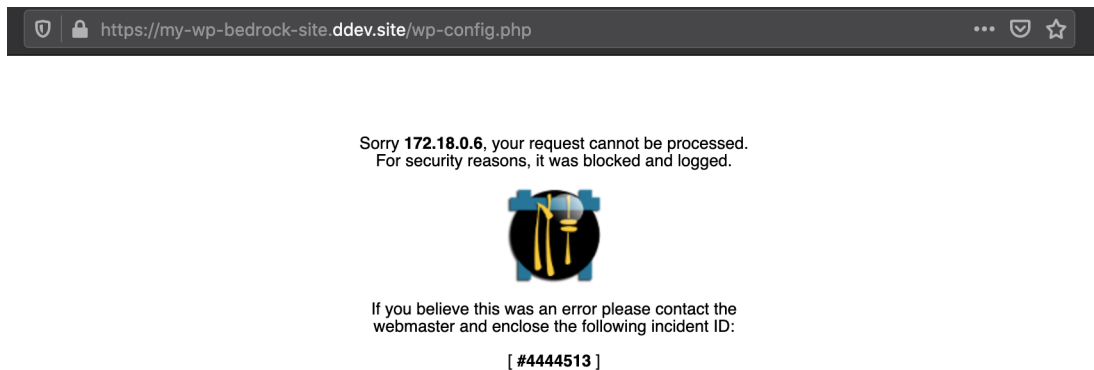 https://my-wp-bedrock-site.ddev.site/wp-config.php
Sorry 172.18.0.6, your request cannot be processed.
For security reasons, it was blocked and logged.
If you believe this was an error please contact the
webmaster and enclose the following incident ID:
[ #4444513 ]